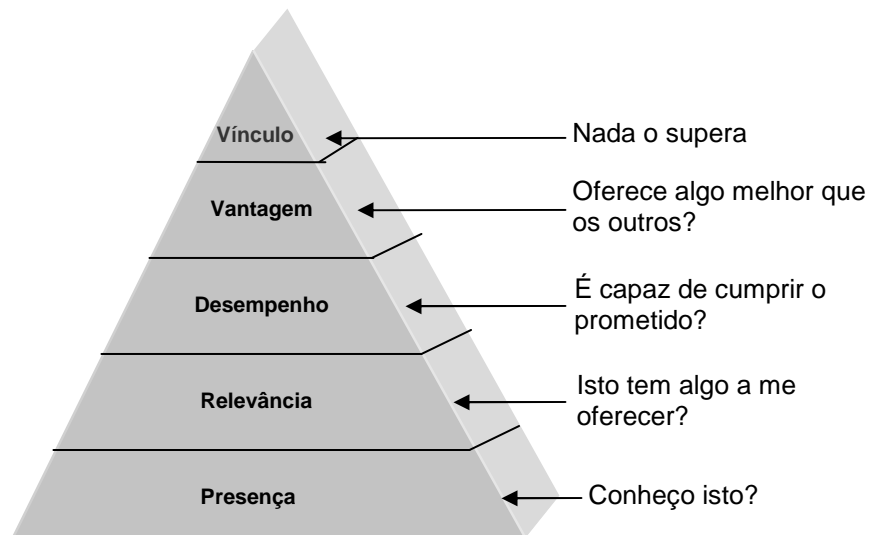 Vínculo
Nada o supera
Vantagem
Oferece algo melhor que
os outros?
Desempenho
É capaz de cumprir o
prometido?
Relevância
Isto tem algo a me
oferecer?
Presença
Conheço isto?